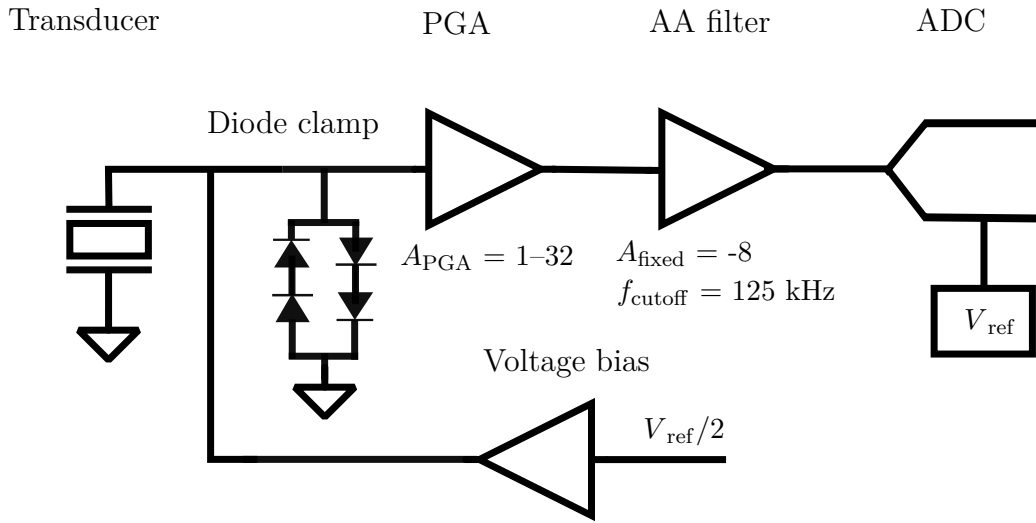 Transducer
PGA
AA filter
ADC
Diode clamp
A_PGA = 1–32
A_fixed = -8
f_cutoff = 125 kHz
V_ref
Voltage bias
V_ref/2